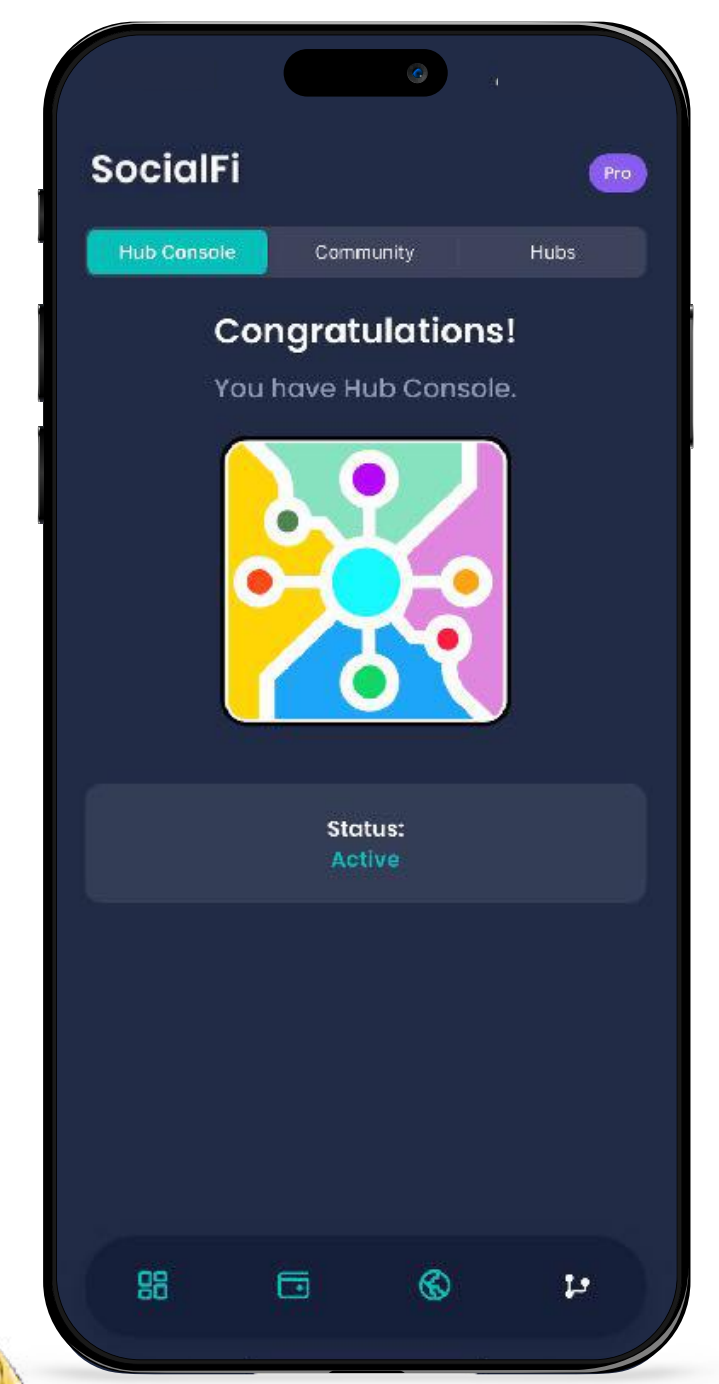 SocialFi
Pro
Hub Console Community Hubs
Congratulations!
You have Hub Console.
Status:
Active